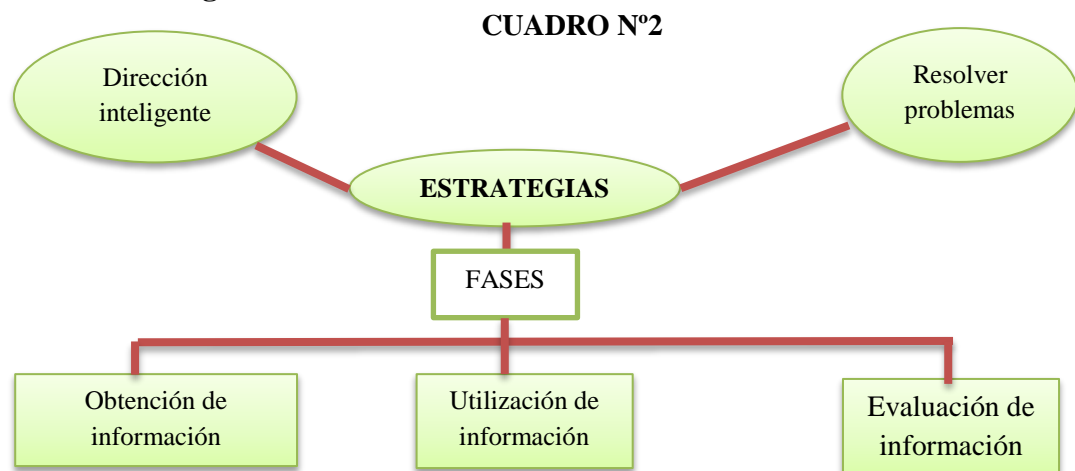 CUADRO Nº2
Dirección
inteligente
Resolver
problemas
ESTRATEGIAS
FASES
Obtención de
información
Utilización de
información
Evaluación de
información